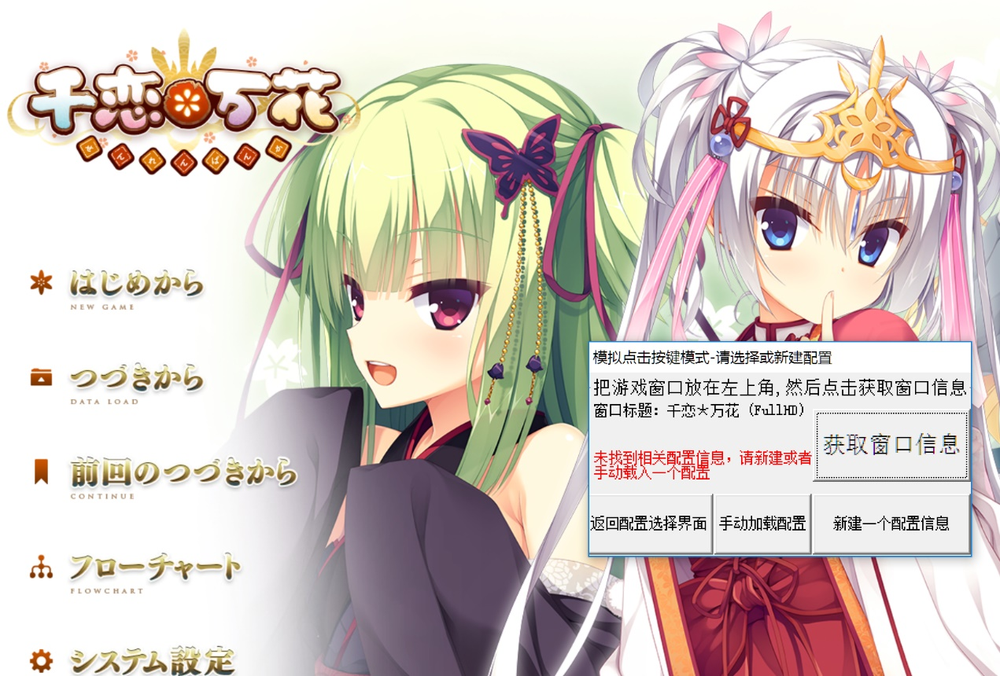 千恋＊万花
せんれんばんか
はじめから
NEW GAME
つづきから
DATA LOAD
前回のつづきから
CONTINUE
フローチャート
FLOWCHART
システム設定
模拟点击按键模式-请选择或新建配置
把游戏窗口放在左上角,然后点击获取窗口信息
窗口标题: 千恋＊万花 (FullHD)
未找到相关配置信息，请新建或者
手动载入一个配置
获取窗口信息
返回配置选择界面
手动加载配置
新建一个配置信息